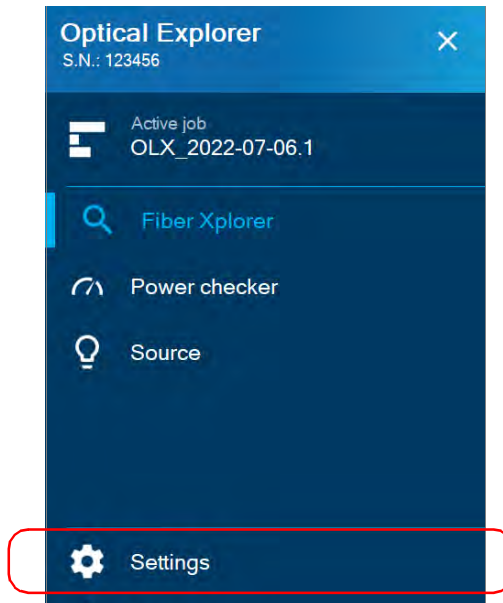 Optical Explorer
S.N.: 123456
Active job
OLX_2022-07-06.1
Fiber Xplorer
Power checker
Source
Settings